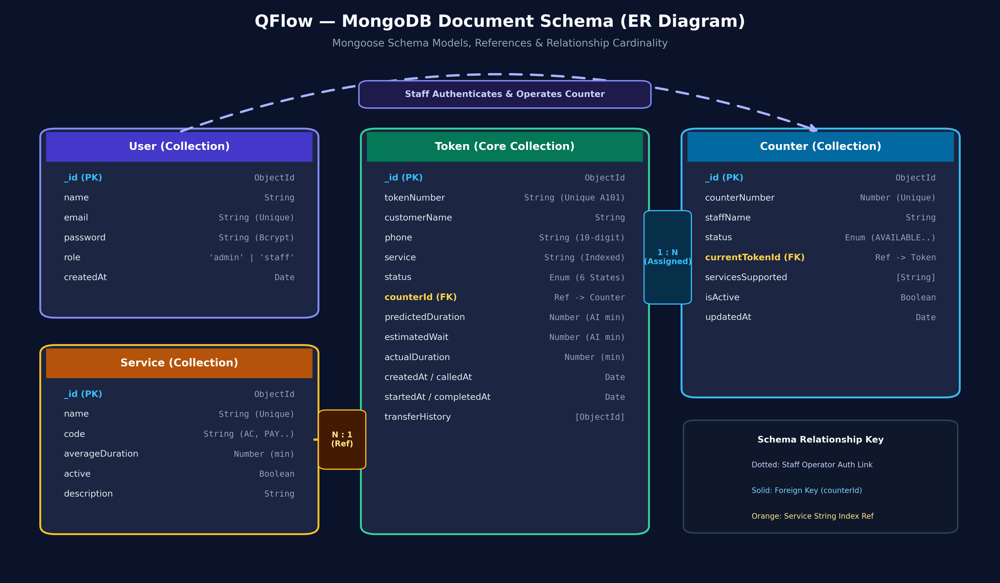 QFlow — MongoDB Document Schema (ER Diagram)
Mongoose Schema Models, References & Relationship Cardinality
Staff Authenticates & Operates Counter
User (Collection)
_id (PK) ObjectId
name String
email String (Unique)
password String (Bcrypt)
role 'admin' | 'staff'
createdAt Date
Service (Collection)
_id (PK) ObjectId
name String (Unique)
code String (AC, PAY..)
averageDuration Number (min)
active Boolean
description String
N : 1
(Ref)
Token (Core Collection)
_id (PK) ObjectId
tokenNumber String (Unique A101)
customerName String
phone String (10-digit)
service String (Indexed)
status Enum (6 States)
counterId (FK) Ref -> Counter
predictedDuration Number (AI min)
estimatedWait Number (AI min)
actualDuration Number (min)
createdAt / calledAt Date
startedAt / completedAt Date
transferHistory [ObjectId]
1 : N
(Assigned)
Counter (Collection)
_id (PK) ObjectId
counterNumber Number (Unique)
staffName String
status Enum (AVAILABLE..)
currentTokenId (FK) Ref -> Token
servicesSupported [String]
isActive Boolean
updatedAt Date
Schema Relationship Key
Dotted: Staff Operator Auth Link
Solid: Foreign Key (counterId)
Orange: Service String Index Ref